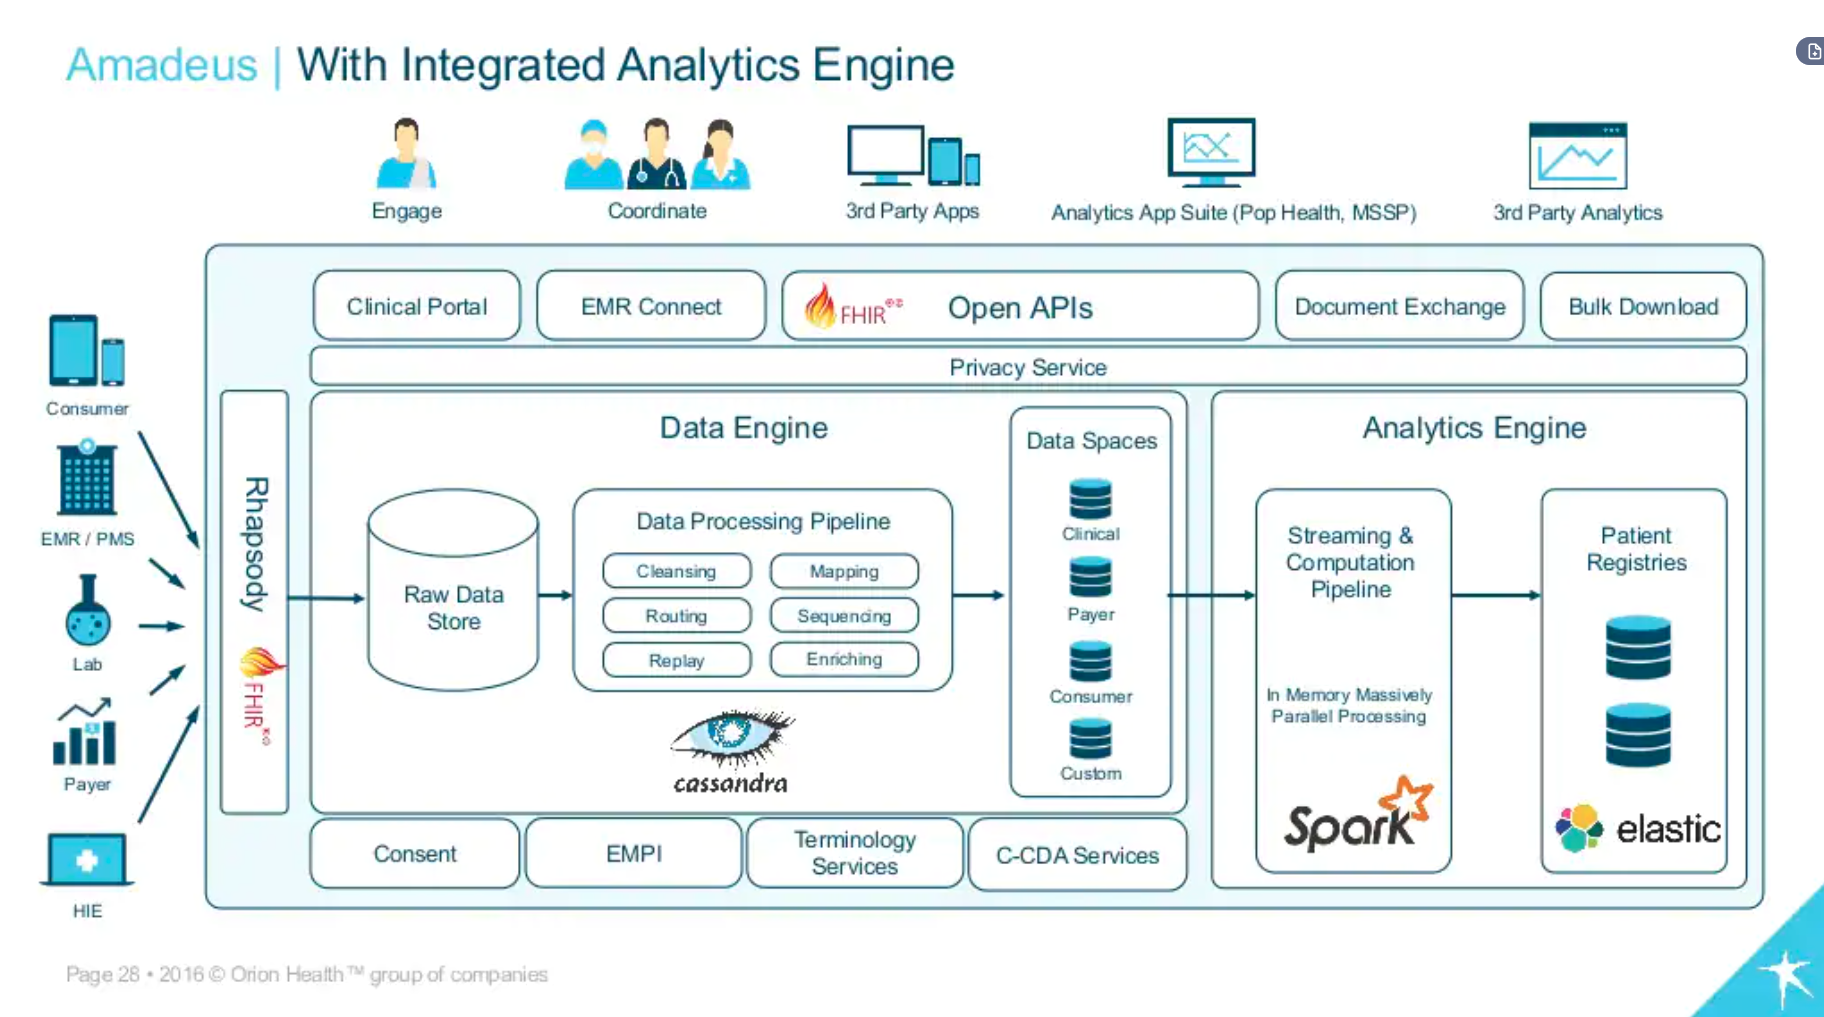 Amadeus | With Integrated Analytics Engine
Engage
Coordinate
3rd Party Apps
Analytics App Suite (Pop Health, MSSP)
3rd Party Analytics
Clinical Portal
EMR Connect
FHIR
Open APIs
Document Exchange
Bulk Download
Privacy Service
Consumer
EMR / PMS
Lab
Payer
HIE
Rhapsody
FHIR
Data Engine
Raw Data
Store
Data Processing Pipeline
Cleansing
Mapping
Routing
Sequencing
Replay
Enriching
cassandra
Data Spaces
Clinical
Payer
Consumer
Custom
Analytics Engine
Streaming &
Computation
Pipeline
In Memory Massively
Parallel Processing
Spark
Patient
Registries
elastic
Consent
EMPI
Terminology
Services
C-CDA Services
Page 28 • 2016 © Orion Health™ group of companies